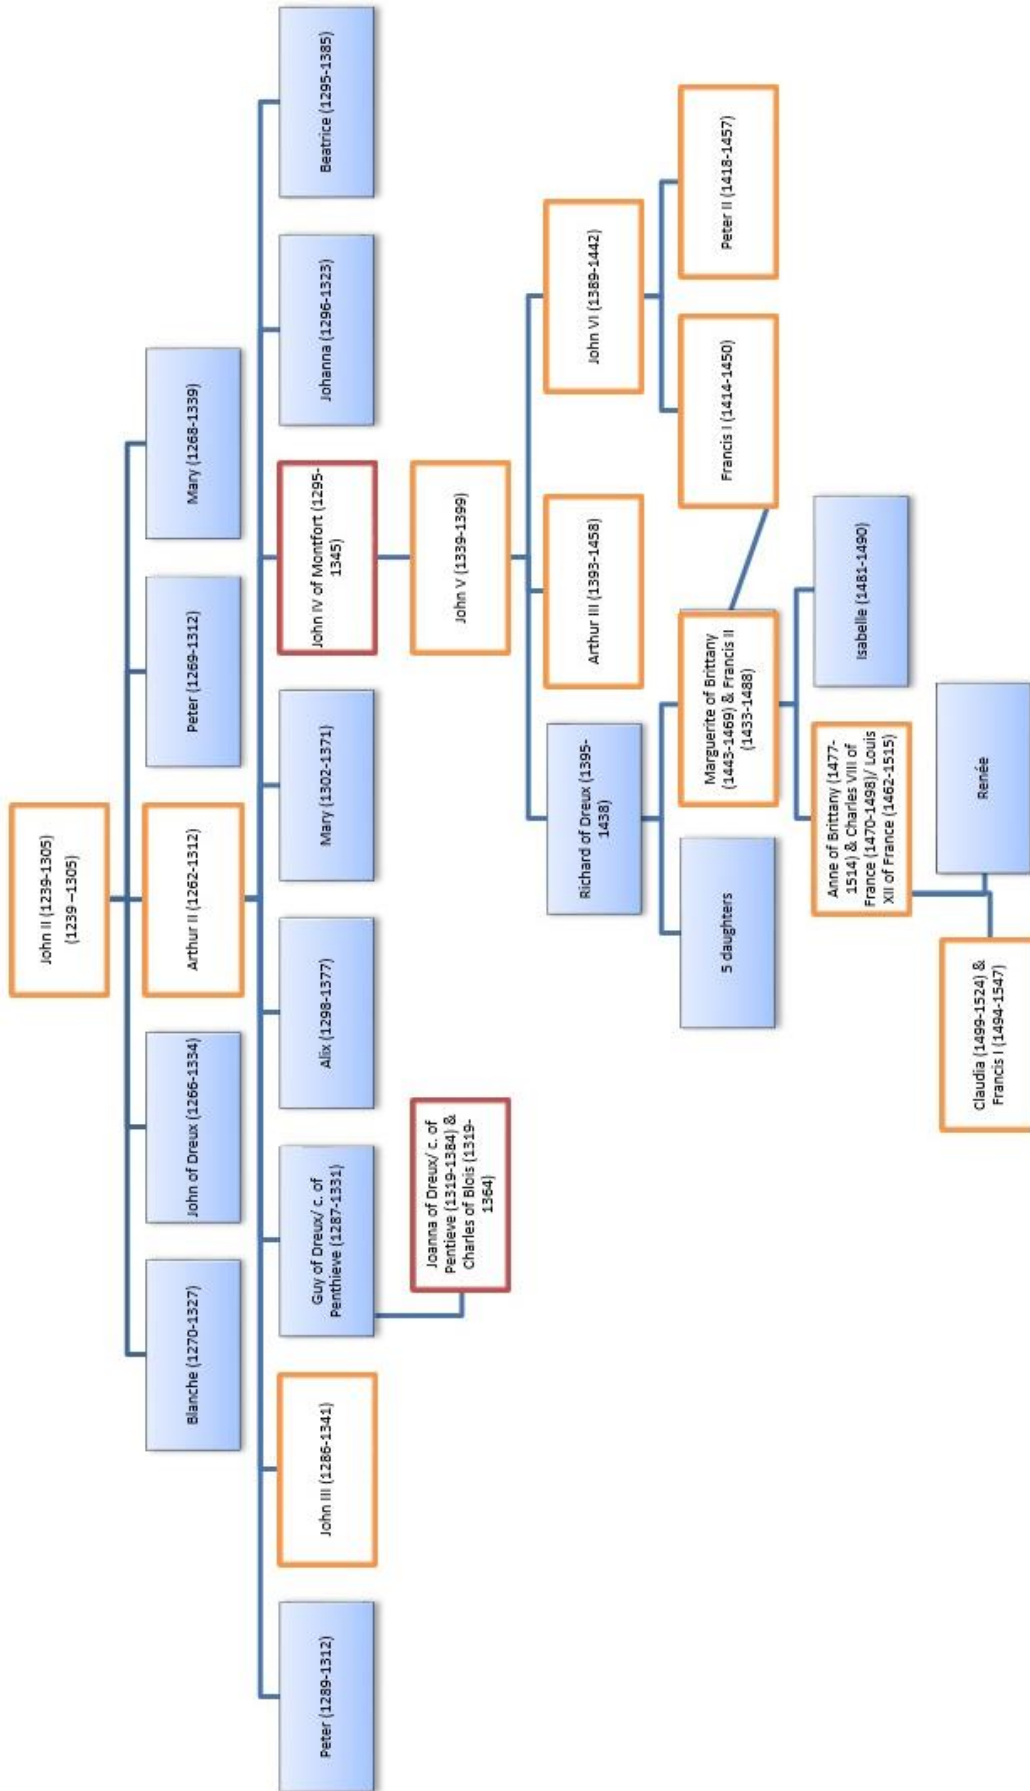 John II (1239-1305)
(1239 –1305)
Blanche (1270-1327)
John of Dreux (1266-1334)
Arthur II (1262-1312)
Peter (1269-1312)
Mary (1268-1339)
Peter (1289-1312)
John III (1286-1341)
Guy of Dreux/ c. of
Penthieve (1287-1331)
Alix (1298-1377)
Mary (1302-1371)
John IV of Montfort (1295-
1345)
Johanna (1296-1323)
Beatrice (1295-1385)
Joanna of Dreux/ c. of
Pentieve (1319-1384) &
Charles of Blois (1319-
1364)
John V (1339-1399)
Richard of Dreux (1395-
1438)
Arthur III (1393-1458)
John VI (1389-1442)
5 daughters
Marguerite of Brittany
(1443-1469) & Francis II
(1433-1488)
Francis I (1414-1450)
Peter II (1418-1457)
Anne of Brittany (1477-
1514) & Charles VIII of
France (1470-1498)/ Louis
XII of France (1462-1515)
Isabelle (1481-1490)
Claudia (1499-1524) &
Francis I (1494-1547)
Renée